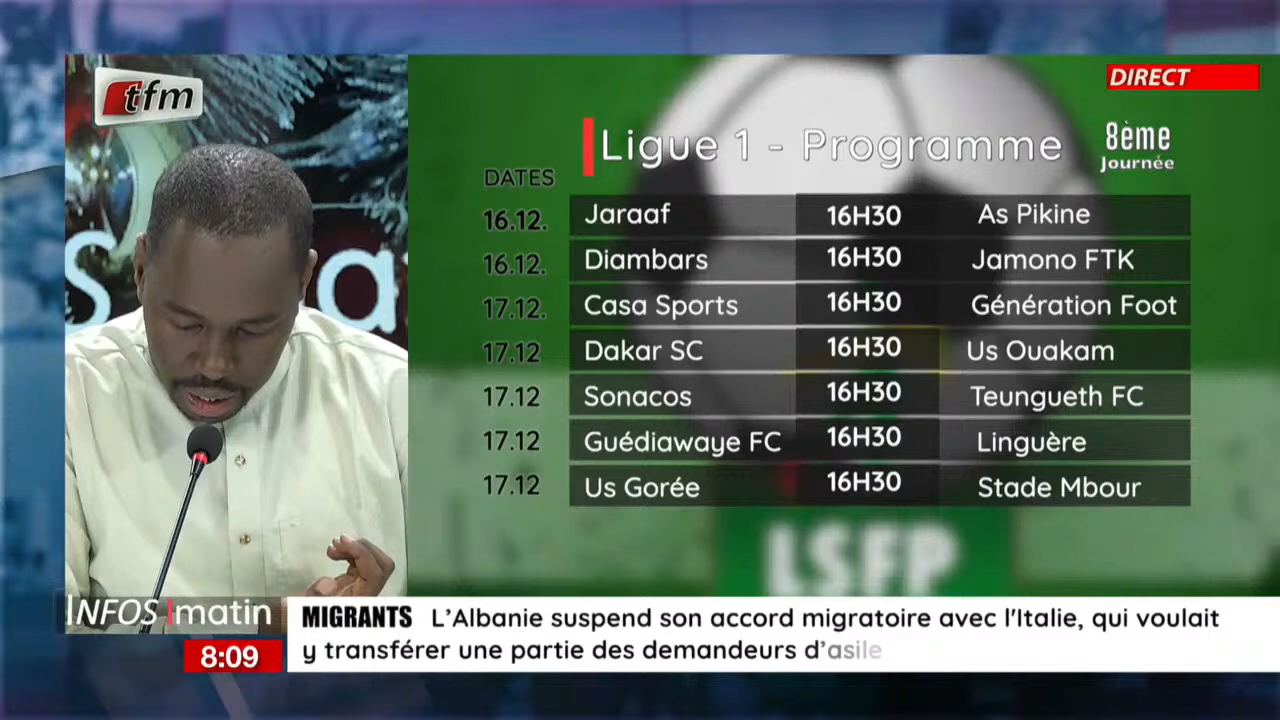 tfm
DIRECT
Ligue 1 - Programme
8ème
Journée
DATES
16.12. Jaraaf 16H30 As Pikine
16.12. Diambars 16H30 Jamono FTK
17.12. Casa Sports 16H30 Génération Foot
17.12 Dakar SC 16H30 Us Ouakam
17.12 Sonacos 16H30 Teungueth FC
17.12 Guédiawaye FC 16H30 Linguère
17.12 Us Gorée 16H30 Stade Mbour
LSFP
INFOS matin
8:09
MIGRANTS L’Albanie suspend son accord migratoire avec l'Italie, qui voulait
y transférer une partie des demandeurs d’asile